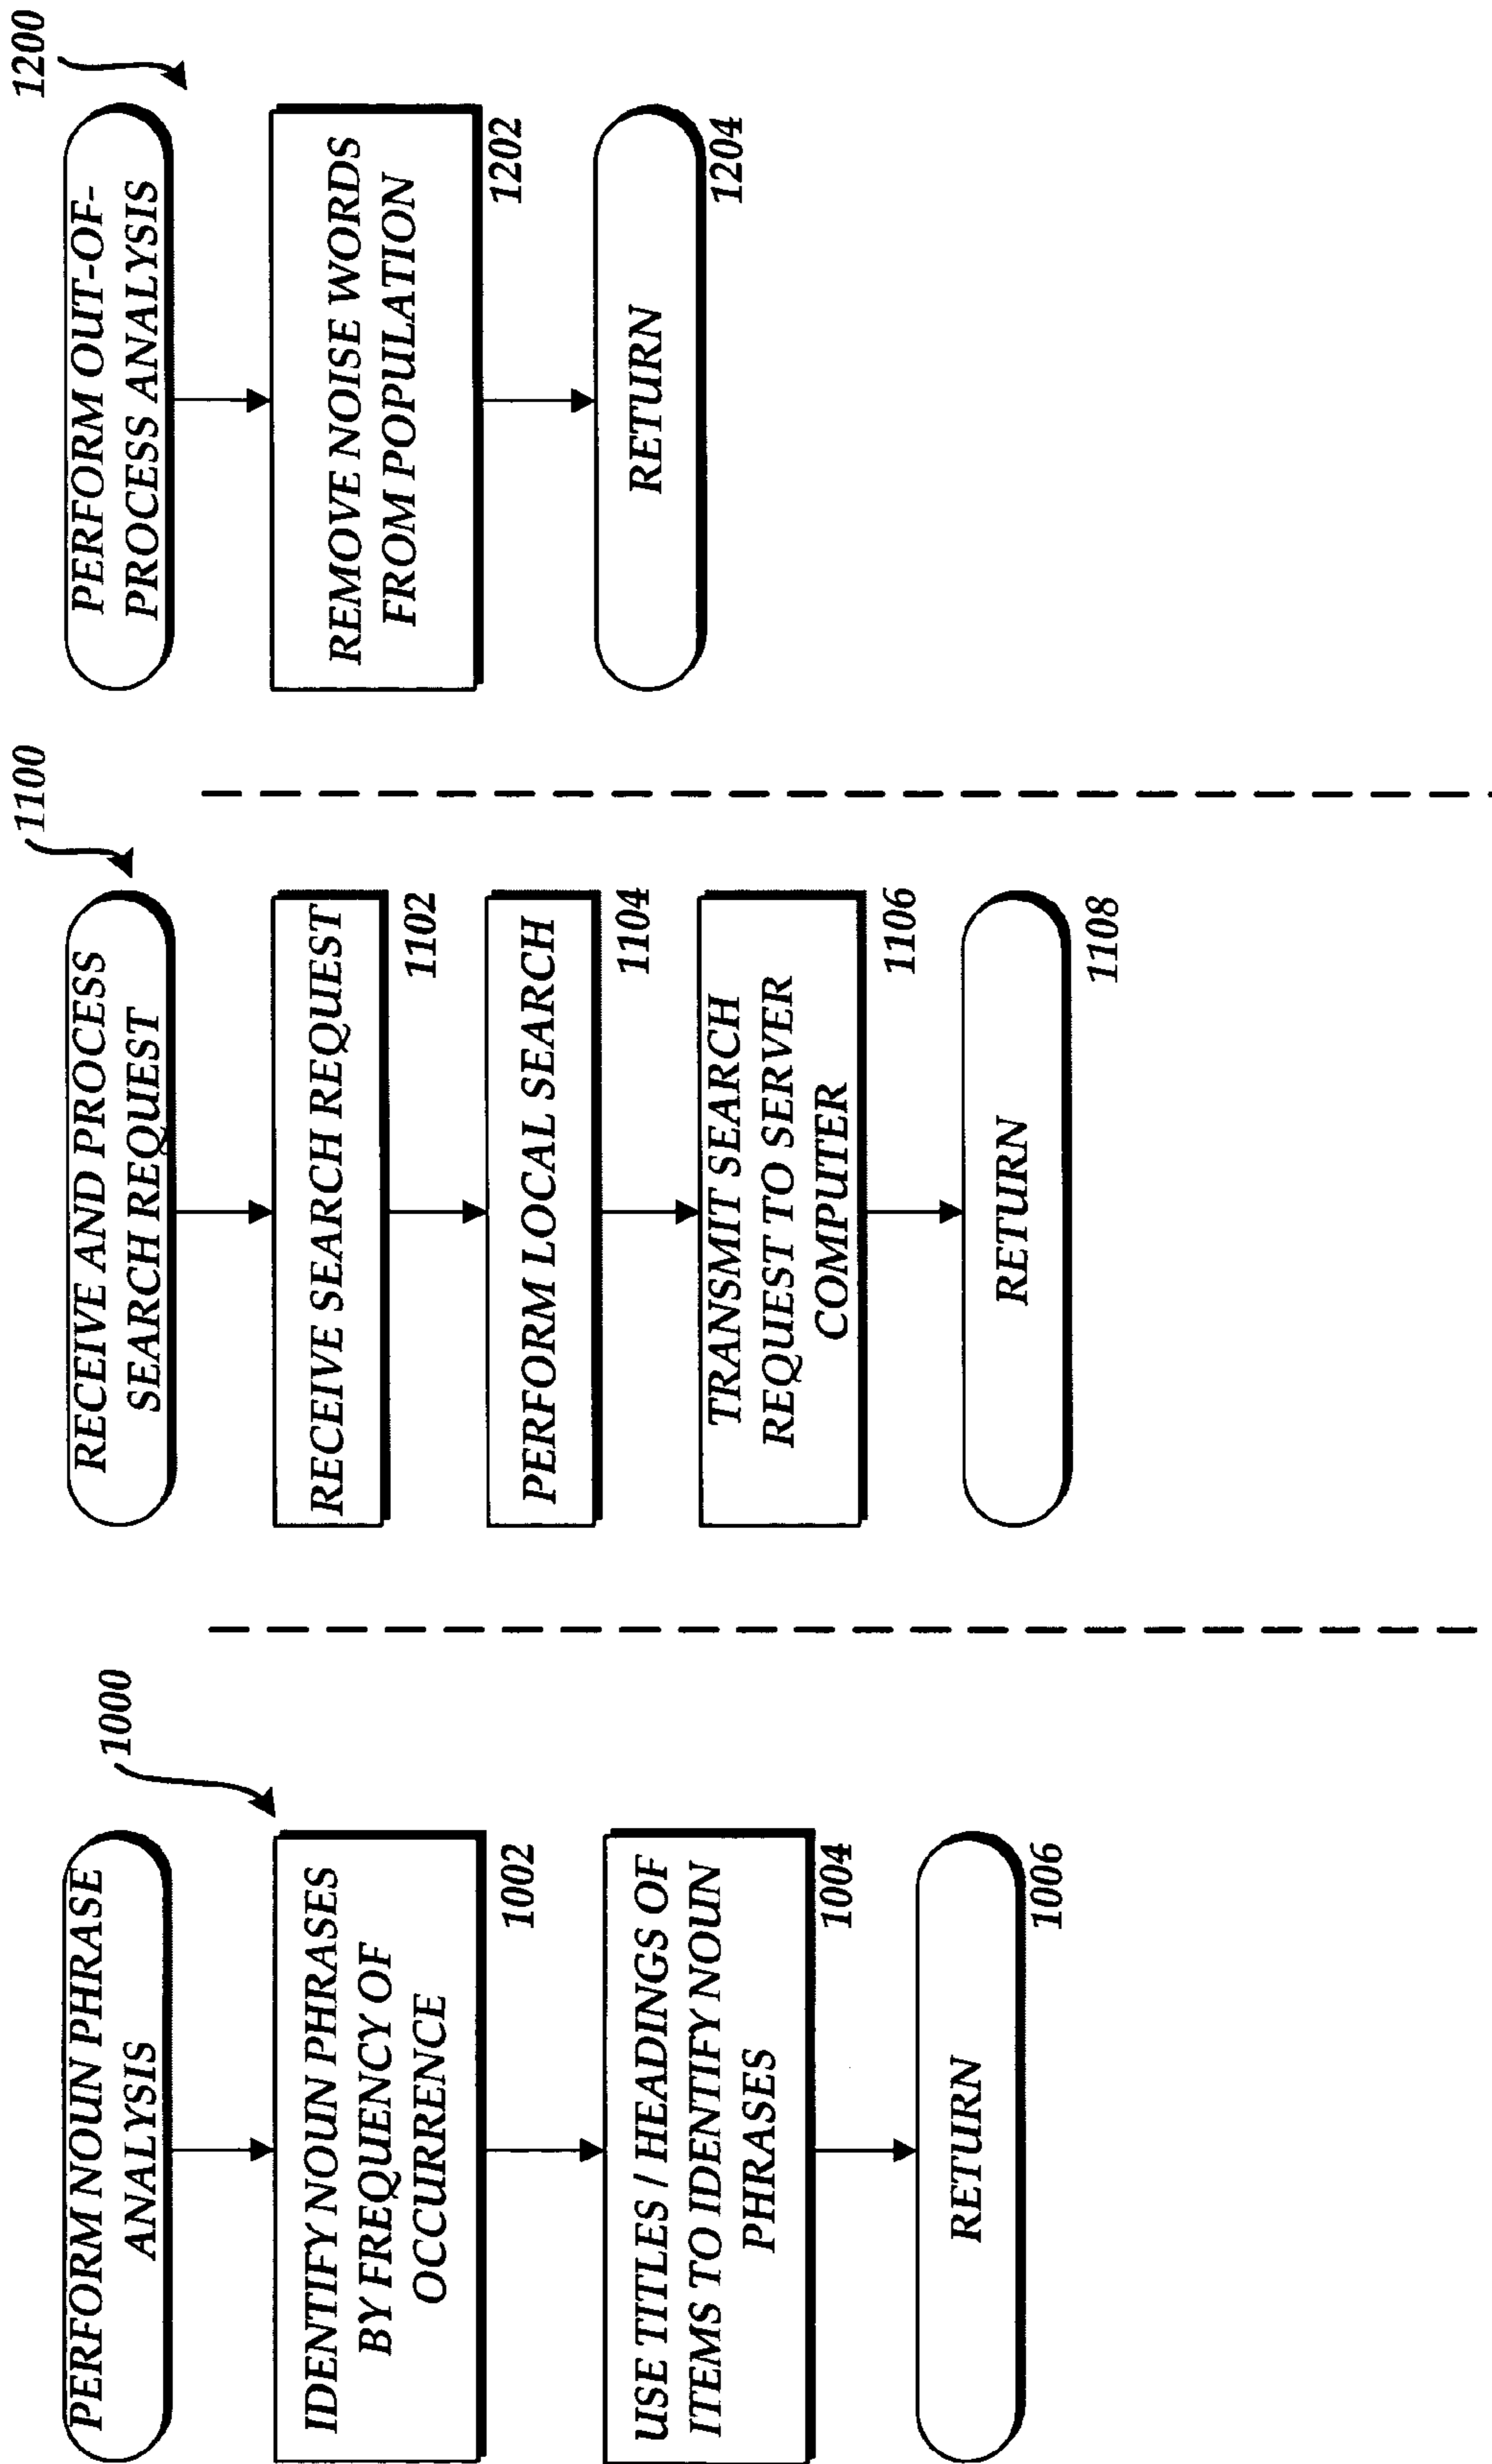 PERFORM NOUN PHRASE
ANALYSIS
1000
IDENTIFY NOUN PHRASES
BY FREQUENCY OF
OCCURRENCE
1002
USE TITLES / HEADINGS OF
ITEMS TO IDENTIFY NOUN
PHRASES
1004
RETURN
1006
RECEIVE AND PROCESS
SEARCH REQUEST
1100
RECEIVE SEARCH REQUEST
1102
PERFORM LOCAL SEARCH
1104
TRANSMIT SEARCH
REQUEST TO SERVER
COMPUTER
1106
RETURN
1108
PERFORM OUT-OF-
PROCESS ANALYSIS
1200
REMOVE NOISE WORDS
FROM POPULATION
1202
RETURN
1204